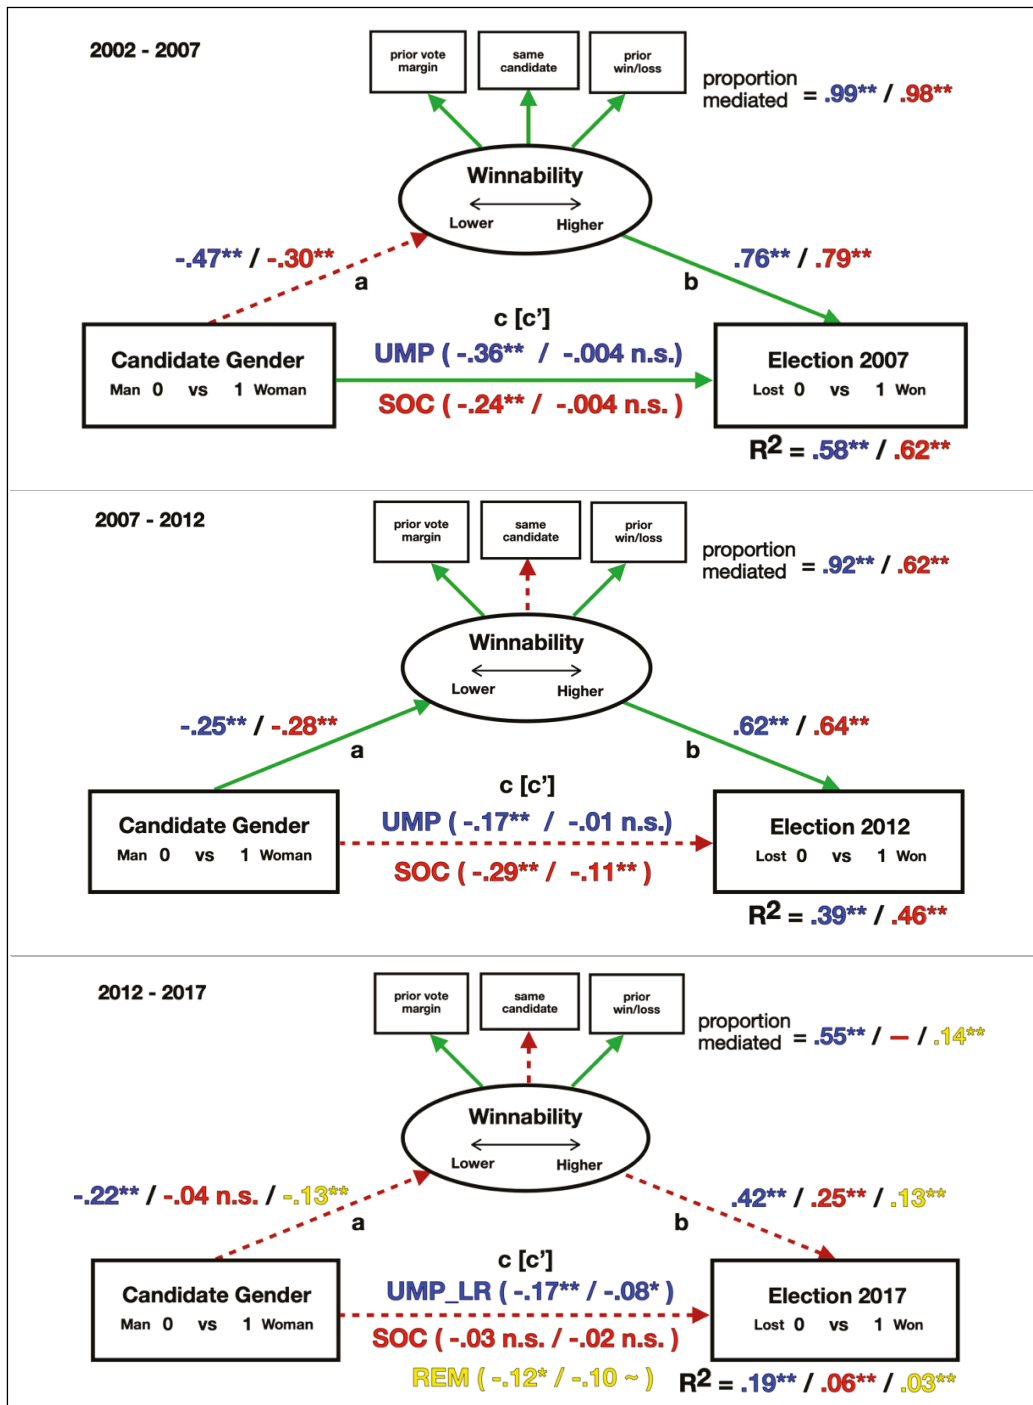 2002 - 2007
prior vote margin
same candidate
prior win/loss
proportion mediated = .99** / .98**
Winnability
Lower Higher
-.47** / -.30**
a
.76** / .79**
b
c [c’]
Candidate Gender
Man 0 vs 1 Woman
UMP ( -.36** / -.004 n.s.)
SOC ( -.24** / -.004 n.s. )
Election 2007
Lost 0 vs 1 Won
R2 = .58** / .62**
2007 - 2012
prior vote margin
same candidate
prior win/loss
proportion mediated = .92** / .62**
Winnability
Lower Higher
-.25** / -.28**
a
.62** / .64**
b
c [c’]
Candidate Gender
Man 0 vs 1 Woman
UMP ( -.17** / -.01 n.s.)
SOC ( -.29** / -.11** )
Election 2012
Lost 0 vs 1 Won
R2 = .39** / .46**
2012 - 2017
prior vote margin
same candidate
prior win/loss
proportion mediated = .55** / — / .14**
Winnability
Lower Higher
-.22** / -.04 n.s. / -.13**
a
.42** / .25** / .13**
b
c [c’]
Candidate Gender
Man 0 vs 1 Woman
UMP_LR ( -.17** / -.08* )
SOC ( -.03 n.s. / -.02 n.s.)
REM ( -.12* / -.10 ~ )
Election 2017
Lost 0 vs 1 Won
R2 = .19** / .06** / .03**